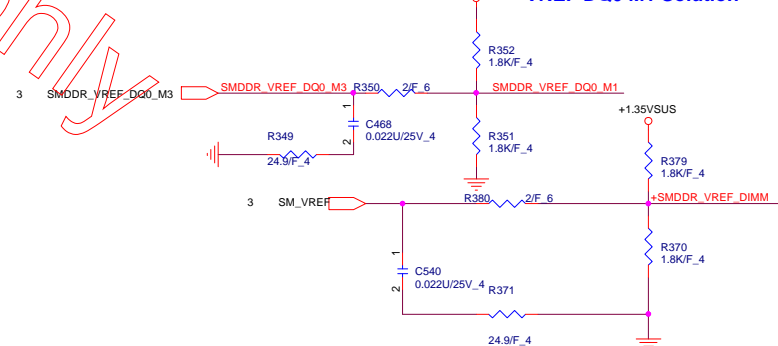 VREF DQ0 M1 Solution
only
R352
1.8K/F_4
3 SMDDR_VREF_DQ0_M3
SMDDR_VREF_DQ0_M3
R350
2/F_6
SMDDR_VREF_DQ0_M1
1
C468
0.022U/25V_4
2
R349
24.9/F_4
R351
1.8K/F_4
+1.35VSUS
R379
1.8K/F_4
3 SM_VREF
R380
2/F_6
+SMDDR_VREF_DIMM
R370
1.8K/F_4
1
C540
0.022U/25V_4
2
R371
24.9/F_4